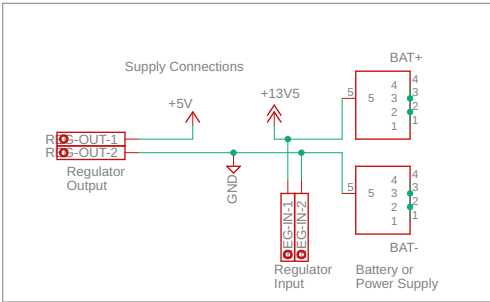 BAT+
Supply Connections
+5V
+13V5
5
5
4
3
2
1
4
3
2
1
REG-OUT-1
REG-OUT-2
Regulator
Output
GND
EG-IN-1
EG-IN-2
5
5
4
3
2
1
4
3
2
1
BAT-
Regulator
Input
Battery or
Power Supply